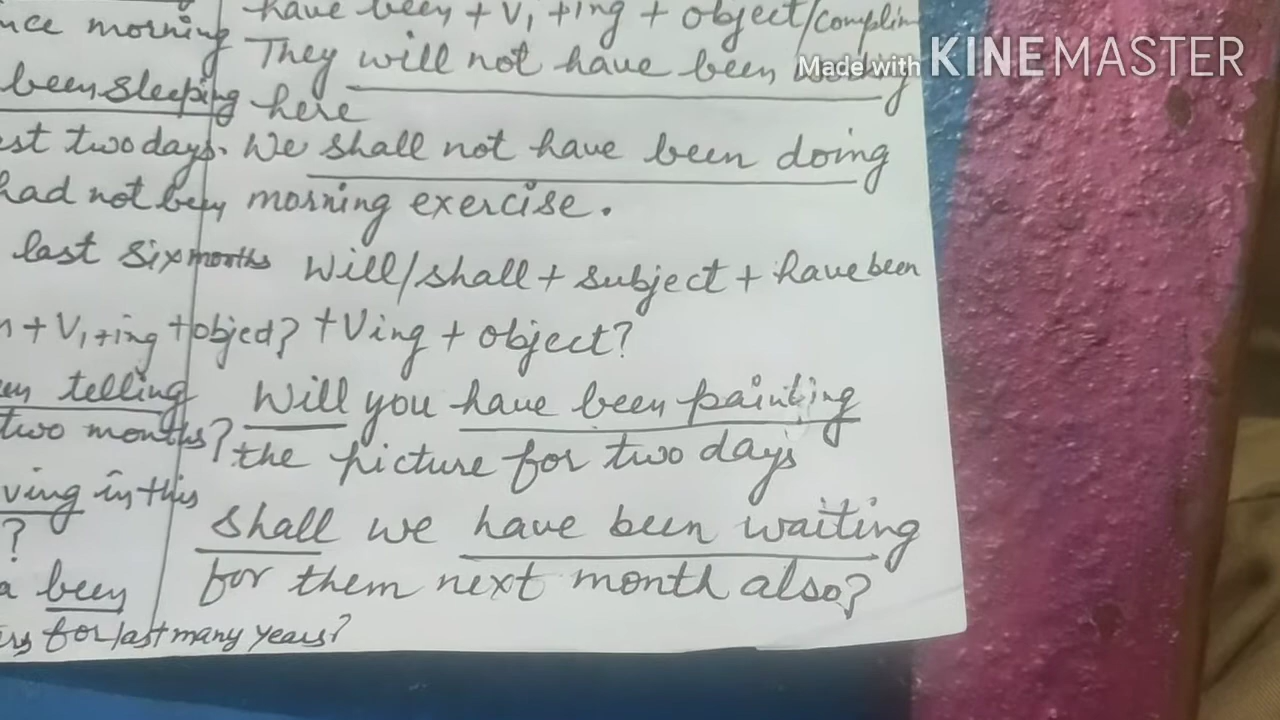 nce morning
been sleeping
est two days.
had not been
last six months
n + V1+ing + object?
en telling
two months?
ving in this
?
a been
for last many years?
have been + V1 +ing + object/complim
They will not have been
here
We shall not have been doing
morning exercise.
Will/shall + subject + have been
+ Ving + object?
Will you have been painting
the picture for two days
Shall we have been waiting
for them next month also?
Made with KINEMASTER